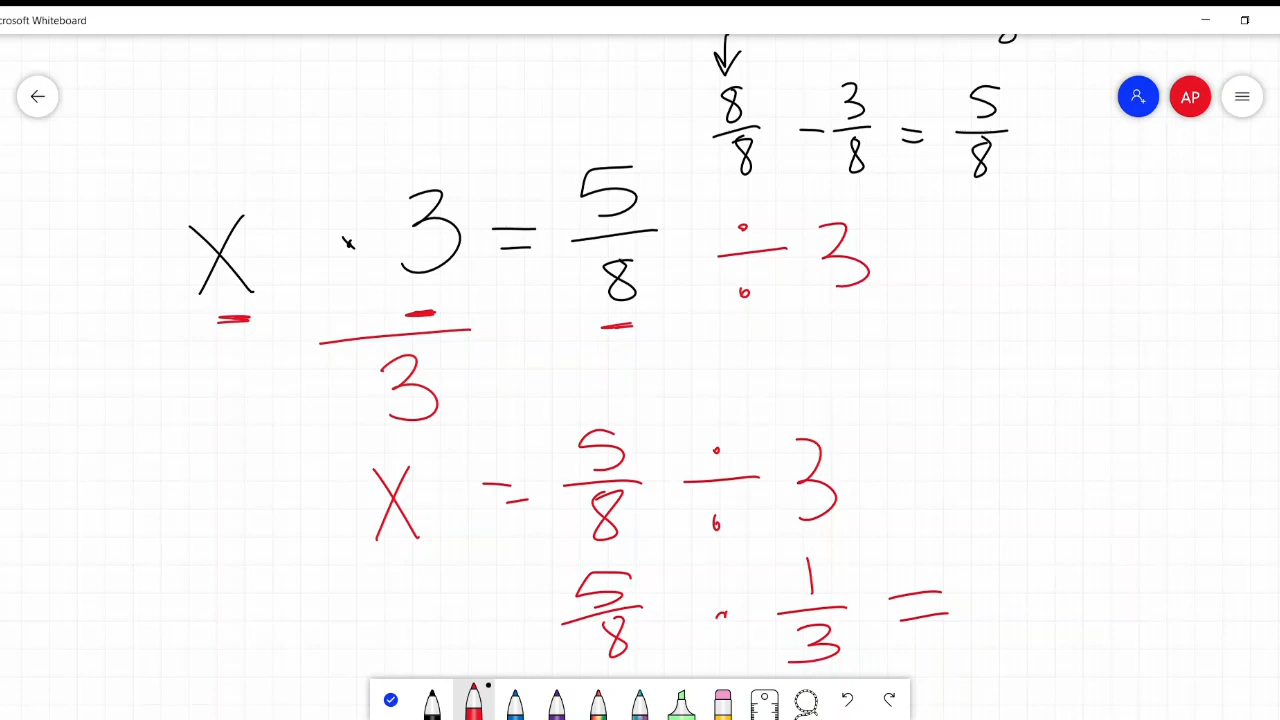 crosoft Whiteboard
8/8 - 3/8 = 5/8
AP
x · 3 = 5/8 ÷ 3
3
x = 5/8 ÷ 3
5/8 · 1/3 =